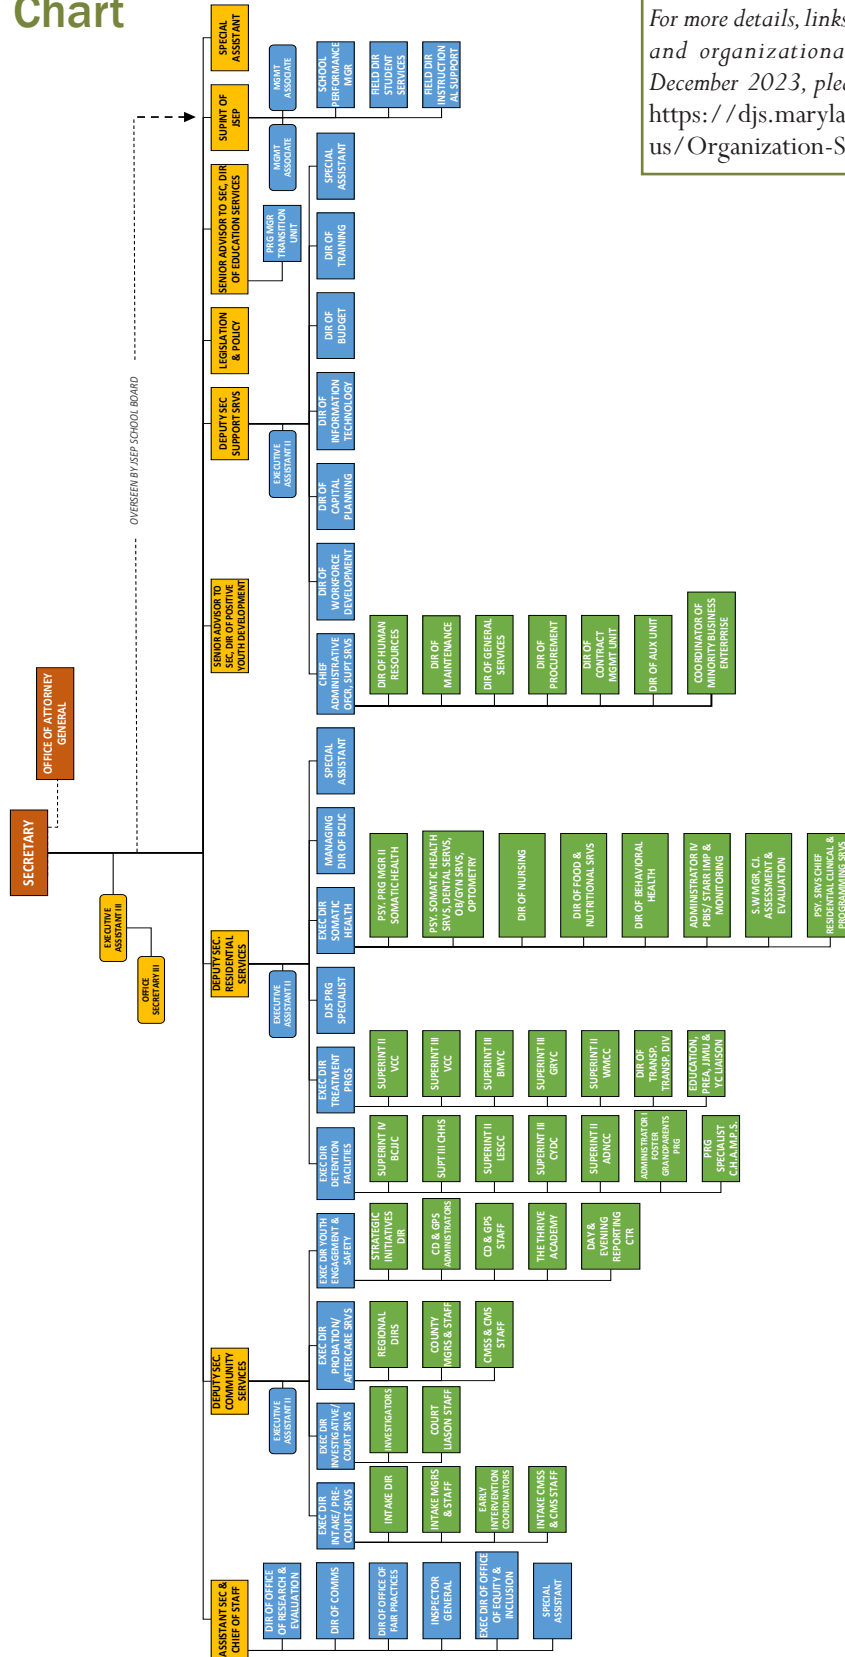 Chart
For more details, links
and organizational
December 2023, plea
https://djs.maryla
us/Organization-S
SECRETARY
OFFICE OF ATTORNEY
GENERAL
EXECUTIVE
ASSISTANT III
OFFICE
SECRETARY III
OVERSEEN BY JSEP SCHOOL BOARD
ASSISTANT SEC &
CHIEF OF STAFF
DIR OF OFFICE
OF RESEARCH &
EVALUATION
DIR OF COMMS
DIR OF OFFICE OF
FAIR PRACTICES
INSPECTOR
GENERAL
EXEC DIR OF OFFICE
OF EQUITY &
INCLUSION
SPECIAL
ASSISTANT
DEPUTY SEC.
COMMUNITY
SERVICES
EXECUTIVE
ASSISTANT II
EXEC DIR
INTAKE/ PRE-
COURT SRVS
INTAKE DIR
INTAKE MGRS
& STAFF
EARLY
INTERVENTION
COORDINATORS
INTAKE CMSS
& CMS STAFF
EXEC DIR
INVESTIGATIVE/
COURT SRVS
INVESTIGATORS
COURT
LIASON STAFF
EXEC DIR
PROBATION/
AFTERCARE SRVS
REGIONAL
DIRS
COUNTY
MGRS & STAFF
CMSS & CMS
STAFF
EXEC DIR YOUTH
ENGAGEMENT &
SAFETY
STRATEGIC
INITIATIVES
DIR
CD & GPS
ADMINISTRATORS
CD & GPS
STAFF
THE THRIVE
ACADEMY
DAY &
EVENING
REPORTING
CTR
DEPUTY SEC.
RESIDENTIAL
SERVICES
EXECUTIVE
ASSISTANT II
EXEC DIR
DETENTION
FACILITIES
SUPERINT IV
BCJJC
SUPT III CHHS
SUPERINT II
LESCC
SUPERINT III
CYDC
SUPERINT II
ADNCC
ADMINISTRATOR I
FOSTER
GRANDPARENTS
PRG
PRG
SPECIALIST
C.H.A.M.P.S.
EXEC DIR
TREATMENT
PRGS
SUPERINT II
VCC
SUPERINT III
VCC
SUPERINT III
BMYC
SUPERINT III
GRYC
SUPERINT II
WMCC
DIR OF
TRANSP.
TRANSP. DIV
EDUCATION,
PREA, JJMU &
YC LIAISON
DJS PRG
SPECIALIST
EXEC DIR
SOMATIC
HEALTH
PSY. PRG MGR II
SOMATIC HEALTH
PSY. SOMATIC HEALTH
SRVS, DENTAL SERVS,
OB/GYN SRVS,
OPTOMETRY
DIR OF NURSING
DIR OF FOOD &
NUTRITIONAL SRVS
DIR OF BEHAVIORAL
HEALTH
ADMINISTRATOR IV
PBIS/ STARR IMP &
MONITORING
S.W MGR, C.I.
ASSESSMENT &
EVALUATION
PSY. SRVS CHIEF
RESIDENTIAL CLINICAL &
PROGRAMMING SRVS
MANAGING
DIR OF BCJJC
SPECIAL
ASSISTANT
SENIOR ADVISOR TO
SEC, DIR OF POSITIVE
YOUTH DEVELOPMENT
DEPUTY SEC
SUPPORT SRVS
EXECUTIVE
ASSISTANT II
CHIEF
ADMINISTRATIVE
OFCR, SUPT SRVS
DIR OF HUMAN
RESOURCES
DIR OF
MAINTENANCE
DIR OF GENERAL
SERVICES
DIR OF
PROCUREMENT
DIR OF
CONTRACT
MGMT UNIT
DIR OF AUX UNIT
COORDINATOR OF
MINORITY BUSINESS
ENTERPRISE
DIR OF
WORKFORCE
DEVELOPMENT
DIR OF
CAPITAL
PLANNING
DIR OF
INFORMATION
TECHNOLOGY
DIR OF
BUDGET
DIR OF
TRAINING
SPECIAL
ASSISTANT
LEGISLATION
& POLICY
SENIOR ADVISOR TO SEC, DIR
OF EDUCATION SERVICES
PRG MGR
TRANSITION
UNIT
SUPINT OF
JSEP
MGMT
ASSOCIATE
MGMT
ASSOCIATE
SCHOOL
PERFORMANCE
MGR
FIELD DIR
STUDENT
SERVICES
FIELD DIR
INSTRUCTION
AL SUPPORT
SPECIAL
ASSISTANT